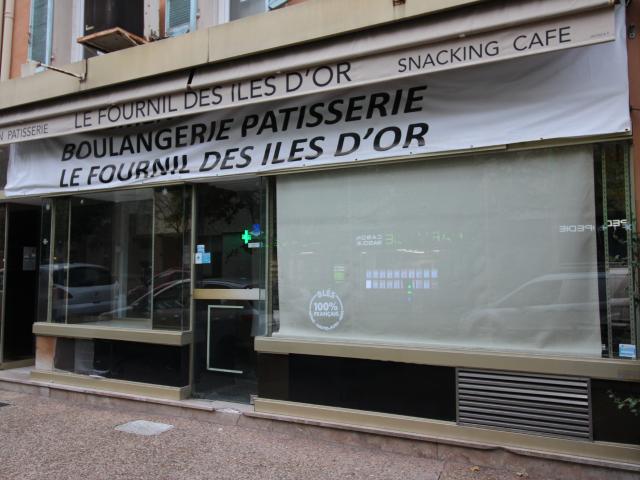 N PATISSERIE LE FOURNIL DES ILES D'OR SNACKING CAFE
BOULANGERIE PATISSERIE
LE FOURNIL DES ILES D'OR
BLÉS
100%
FRANÇAIS